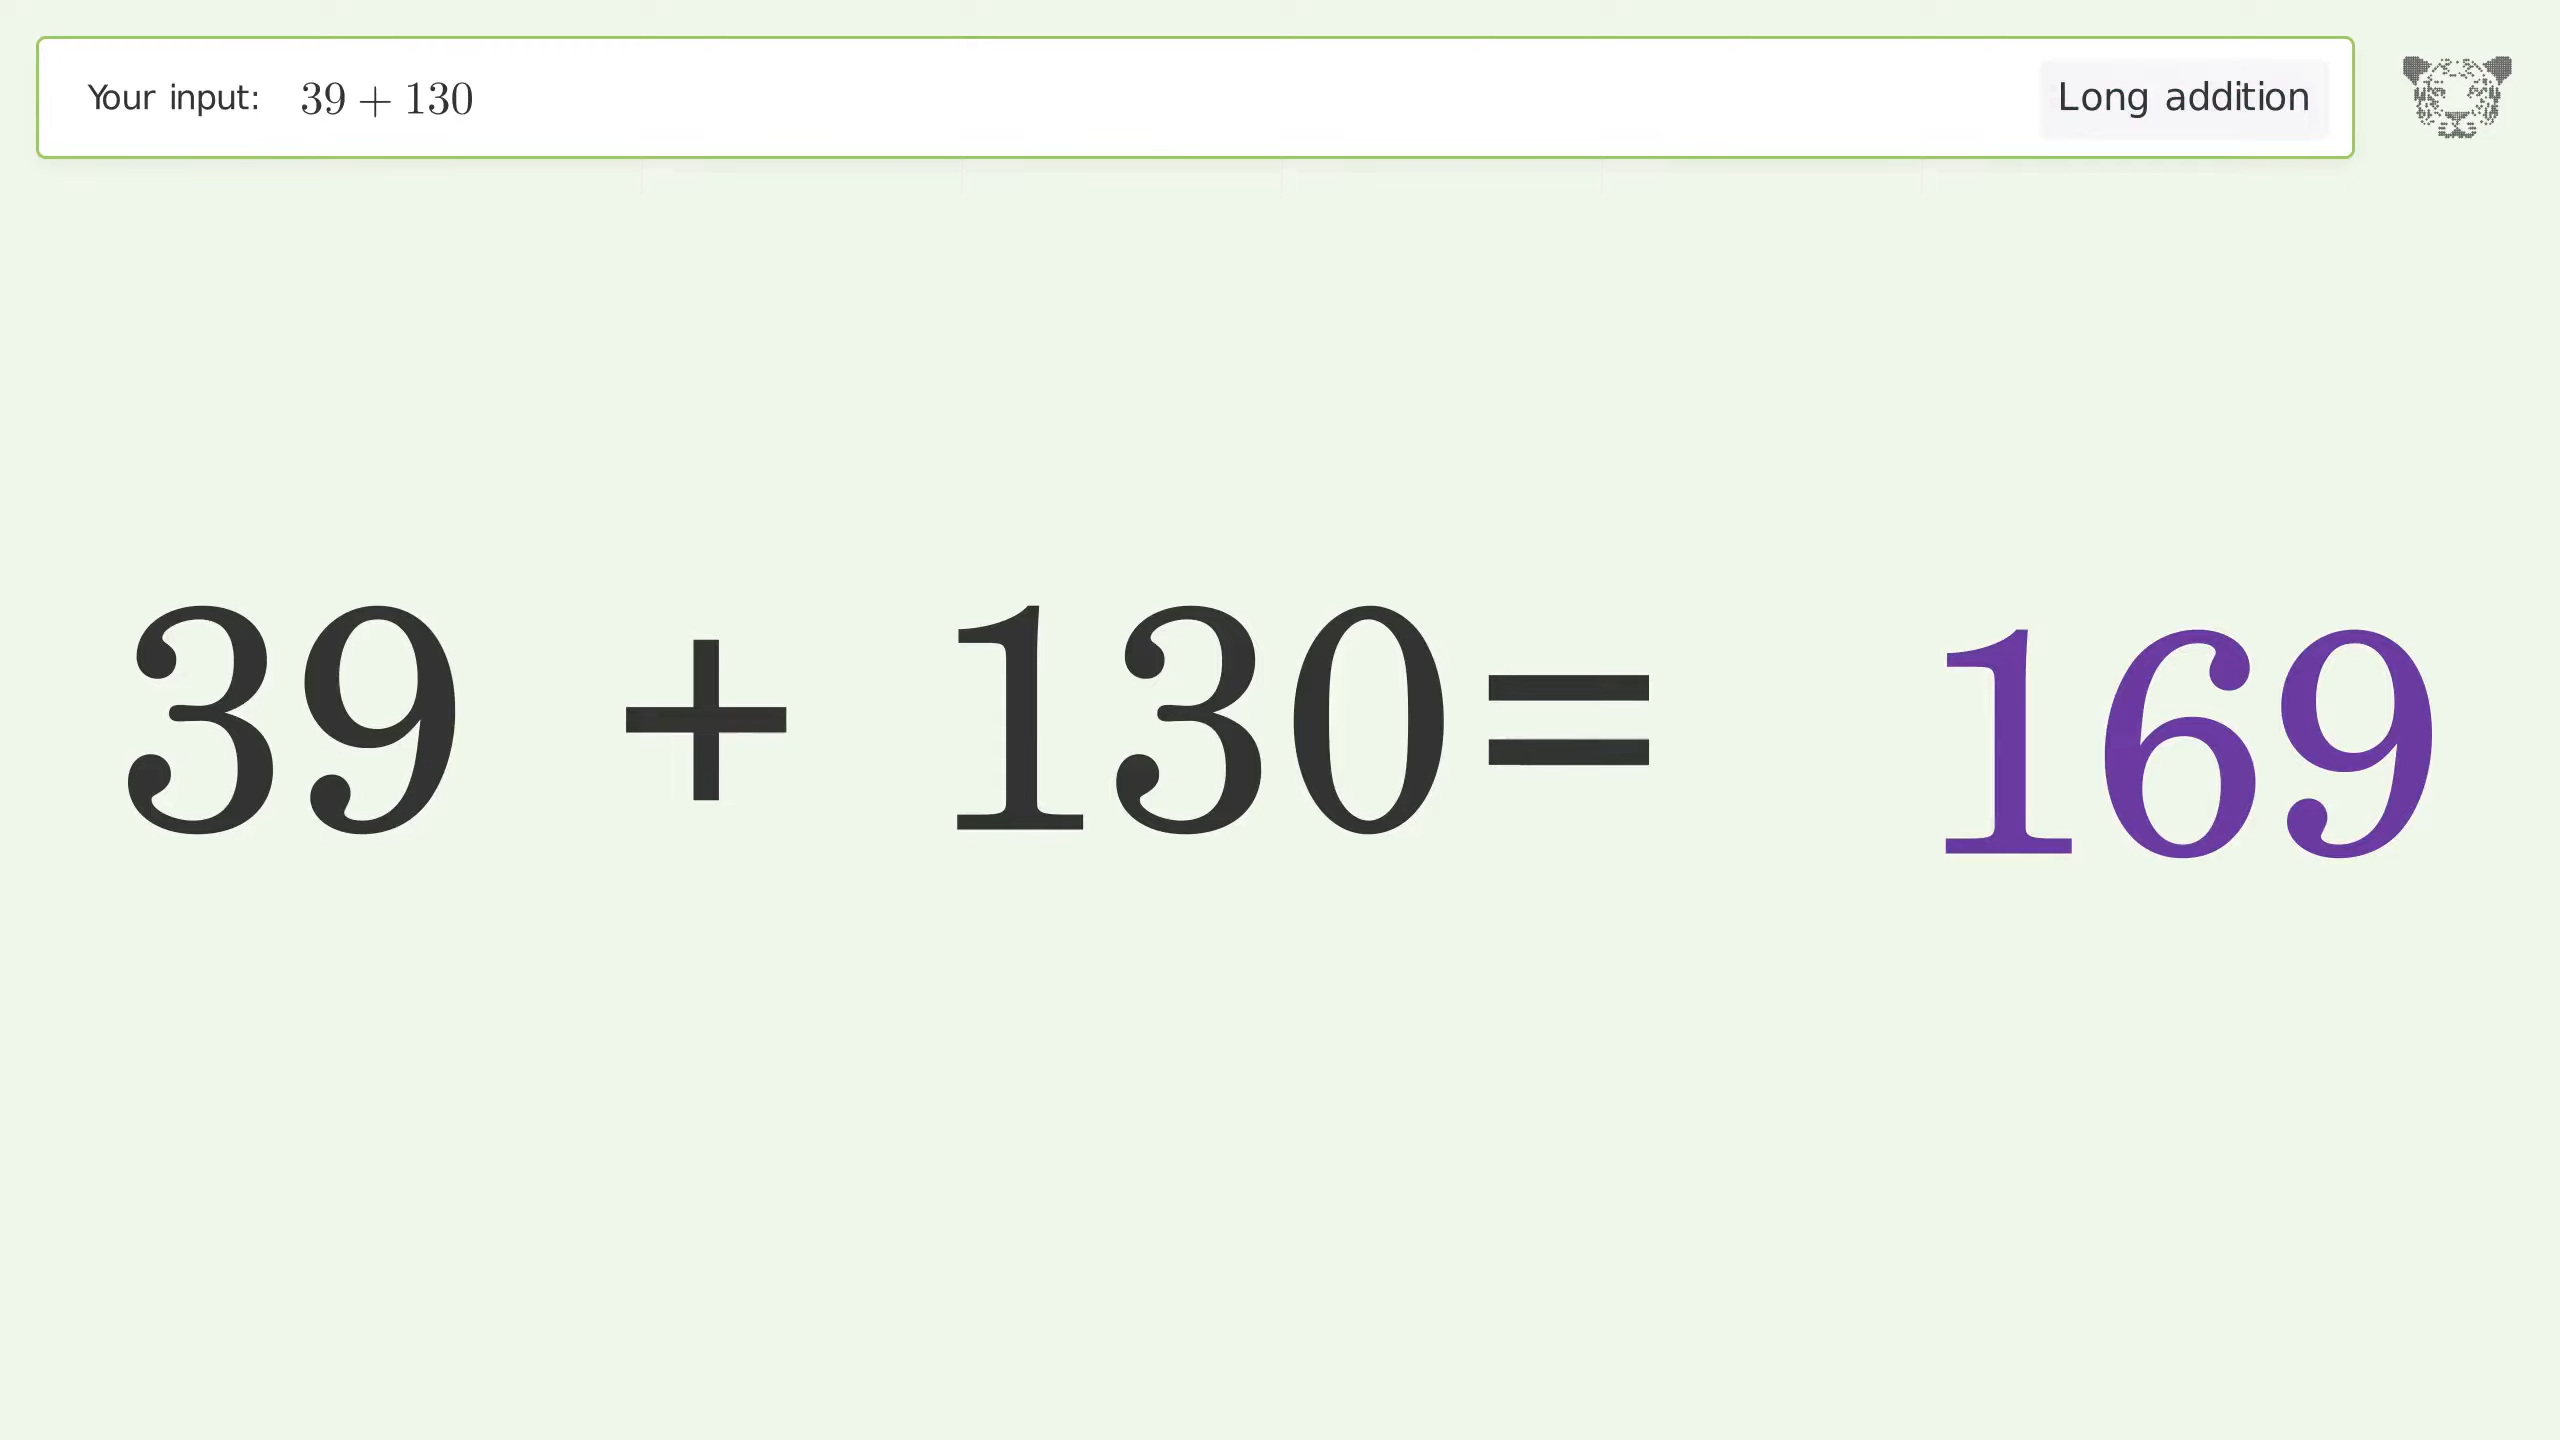 Your input: 39 + 130
Long addition
39 + 130 = 169